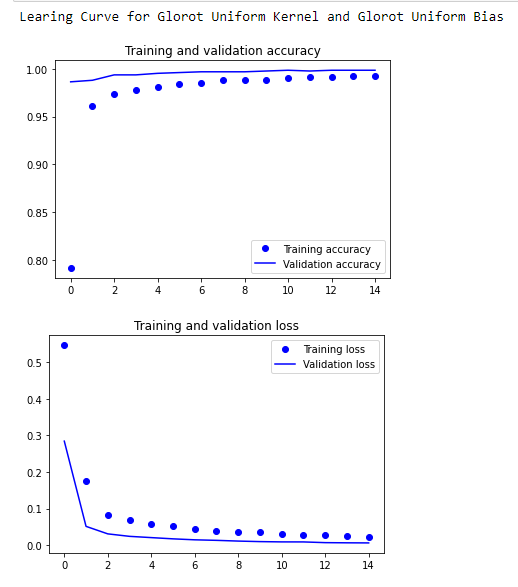 Learing Curve for Glorot Uniform Kernel and Glorot Uniform Bias
Training and validation accuracy
1.00
0.95
0.90
0.85
0.80
Training accuracy
Validation accuracy
0 2 4 6 8 10 12 14
Training and validation loss
0.5
0.4
0.3
0.2
0.1
0.0
Training loss
Validation loss
0 2 4 6 8 10 12 14